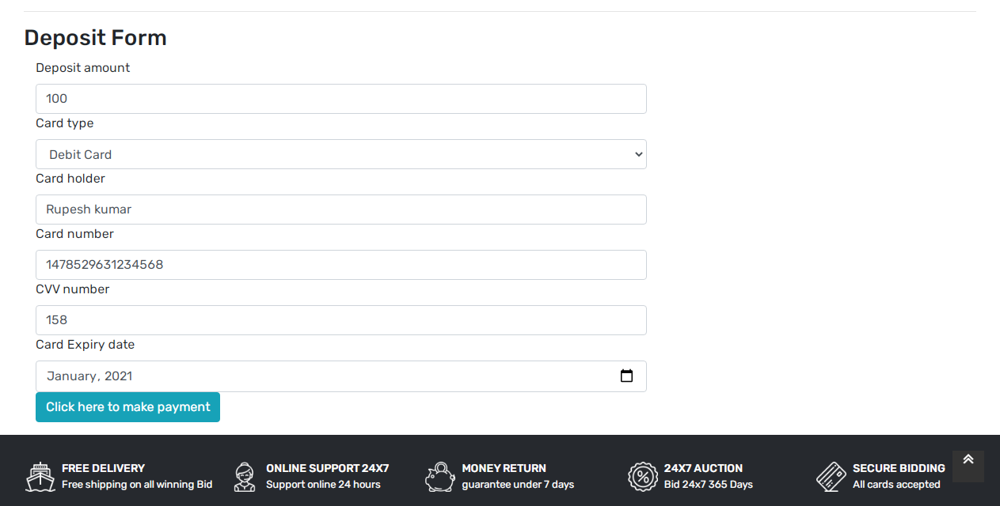 Deposit Form
Deposit amount
100
Card type
Debit Card
Card holder
Rupesh kumar
Card number
1478529631234568
CVV number
158
Card Expiry date
January, 2021
Click here to make payment
FREE DELIVERY
Free shipping on all winning Bid
ONLINE SUPPORT 24X7
Support online 24 hours
MONEY RETURN
guarantee under 7 days
24X7 AUCTION
Bid 24x7 365 Days
SECURE BIDDING
All cards accepted